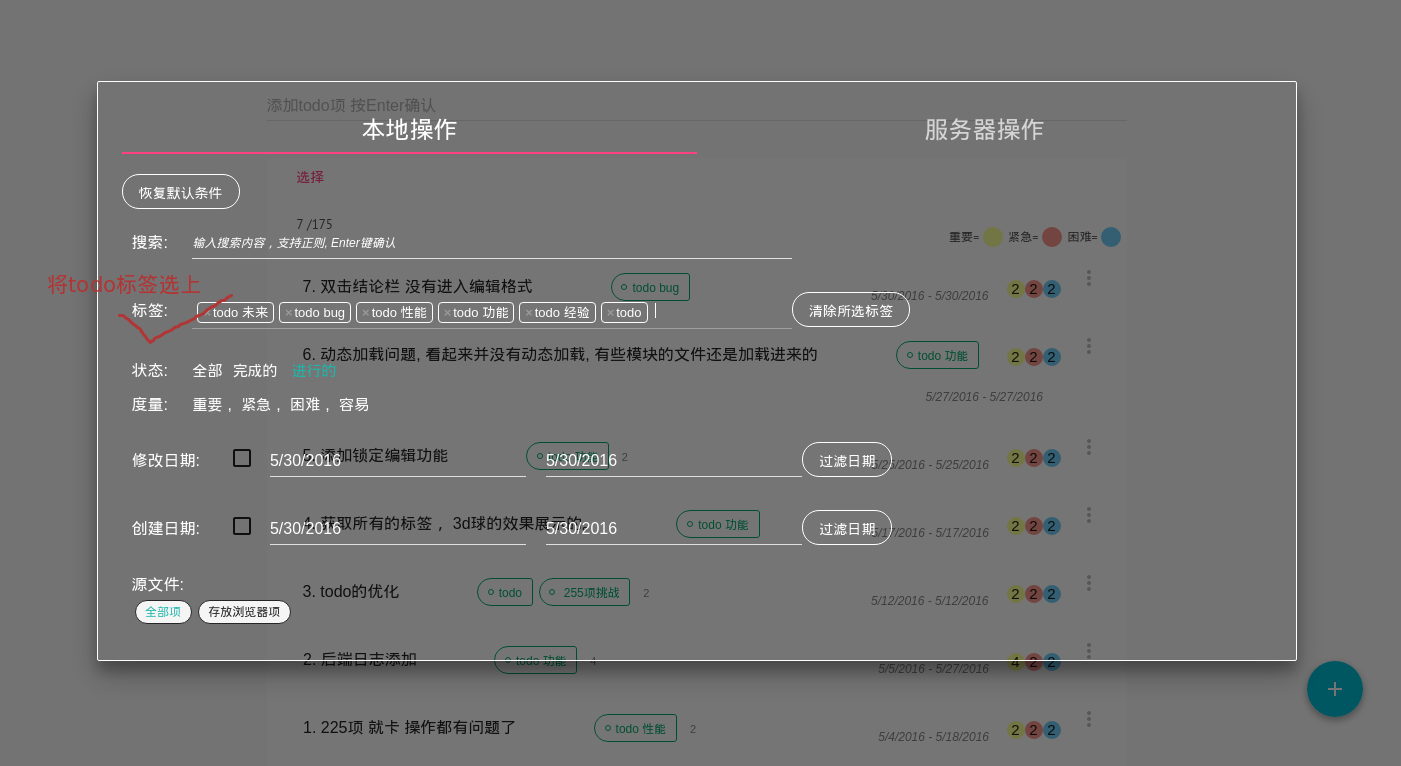 添加todo项 按Enter确认
本地操作 服务器操作
选择
恢复默认条件
7 /175
重要= 紧急= 困难=
搜索: 输入搜索内容，支持正则, Enter键确认
将todo标签选上
7. 双击结论栏 没有进入编辑格式 todo bug 5/30/2016 - 5/30/2016 2 2 2
标签: ×todo 未来 ×todo bug ×todo 性能 ×todo 功能 ×todo 经验 ×todo 清除所选标签
6. 动态加载问题, 看起来并没有动态加载, 有些模块的文件还是加载进来的 todo 功能 2 2 2
状态: 全部 完成的 进行的
5/27/2016 - 5/27/2016
度量: 重要， 紧急， 困难， 容易
5. 添加锁定编辑功能 2 5/25/2016 - 5/25/2016 2 2 2
修改日期: 5/30/2016 5/30/2016 过滤日期
4. 获取所有的标签， 3d球的效果展示的 todo 功能 5/17/2016 - 5/17/2016 2 2 2
创建日期: 5/30/2016 5/30/2016 过滤日期
3. todo的优化 todo 255项挑战 2 5/12/2016 - 5/12/2016 2 2 2
源文件:
全部项 存放浏览器项
2. 后端日志添加 todo 功能 4 5/5/2016 - 5/27/2016 4 2 2
+
1. 225项 就卡 操作都有问题了 todo 性能 2 5/4/2016 - 5/18/2016 2 2 2